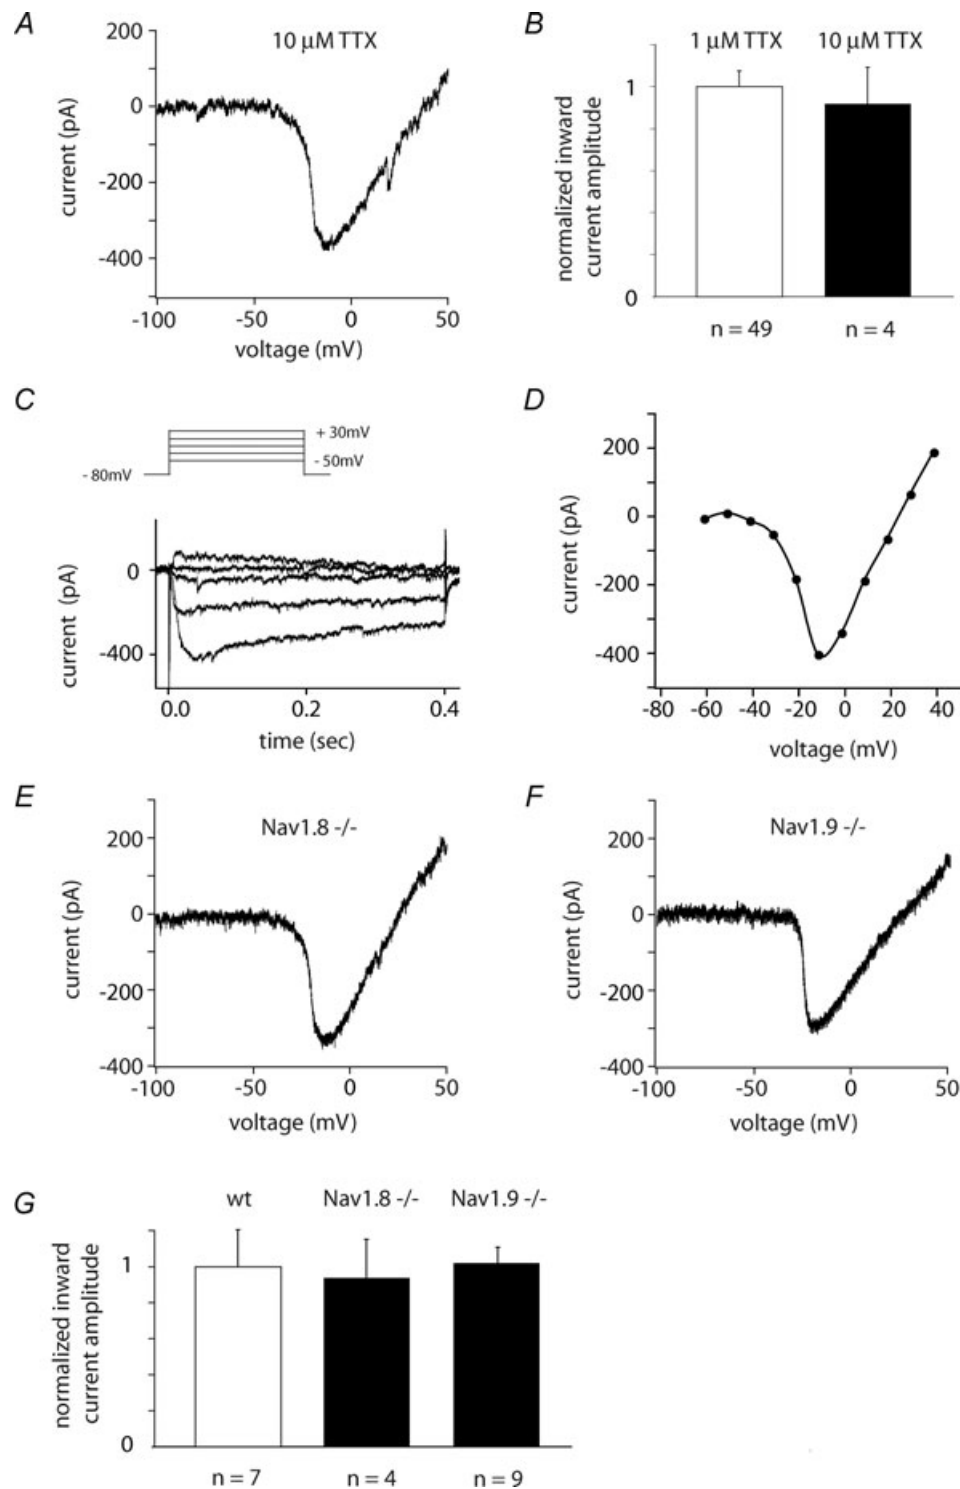 A
10 µM TTX
200
0
-200
-400
current (pA)
-100 -50 0 50
voltage (mV)
B
1 µM TTX 10 µM TTX
1
0
normalized inward
current amplitude
n = 49 n = 4
C
+ 30mV
- 50mV
- 80mV
0
-400
current (pA)
0.0 0.2 0.4
time (sec)
D
200
0
-200
-400
current (pA)
-80 -60 -40 -20 0 20 40
voltage (mV)
E
Nav1.8 -/-
200
0
-200
-400
current (pA)
-100 -50 0 50
voltage (mV)
F
Nav1.9 -/-
200
0
-200
-400
current (pA)
-100 -50 0 50
voltage (mV)
G
wt Nav1.8 -/- Nav1.9 -/-
1
0
normalized inward
current amplitude
n = 7 n = 4 n = 9